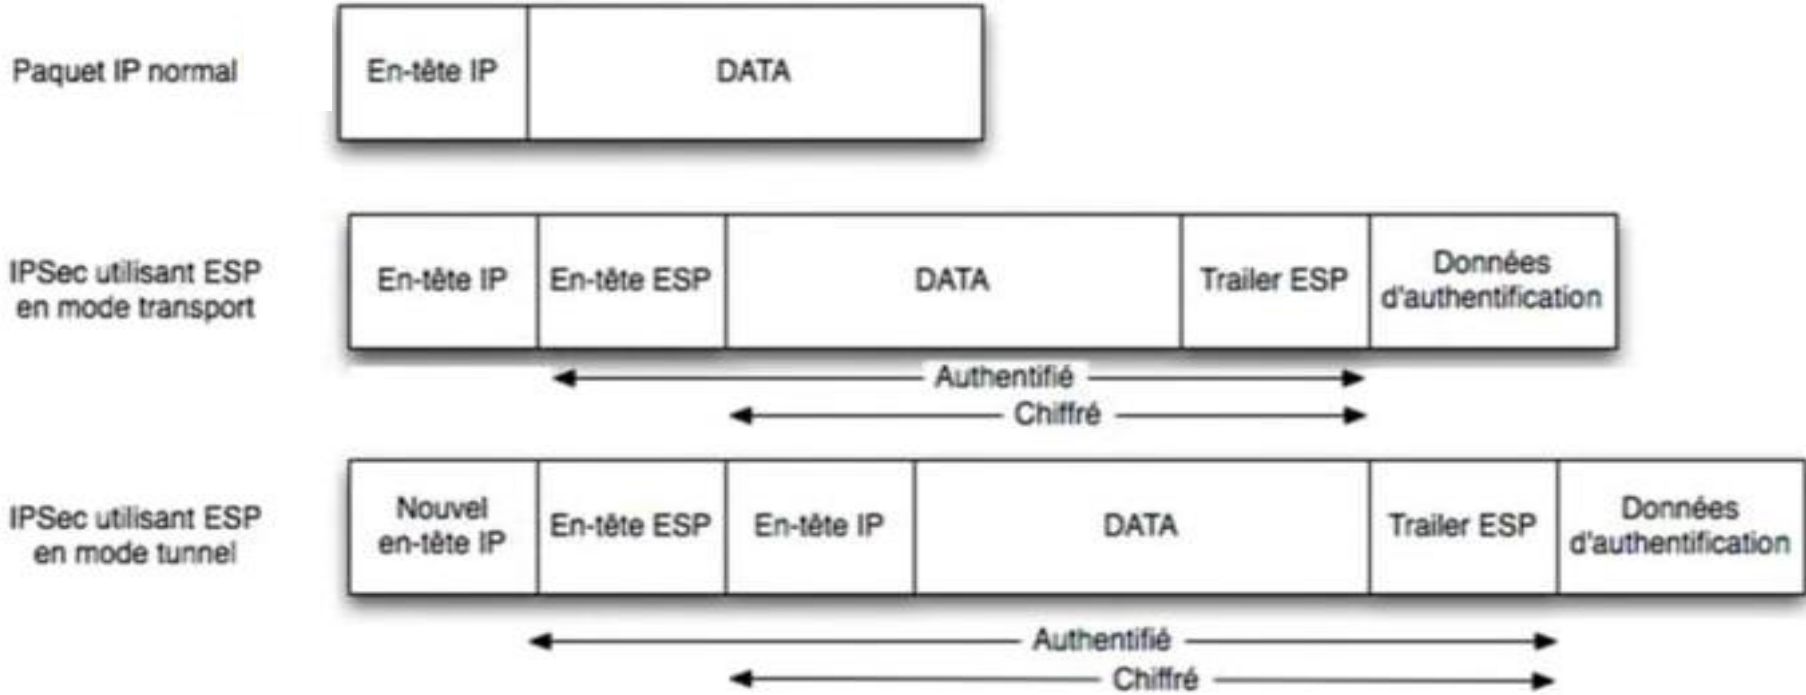 Paquet IP normal
En-tête IP
DATA
IPSec utilisant ESP
en mode transport
En-tête IP
En-tête ESP
DATA
Trailer ESP
Données
d'authentification
Authentifié
Chiffré
IPSec utilisant ESP
en mode tunnel
Nouvel
en-tête IP
En-tête ESP
En-tête IP
DATA
Trailer ESP
Données
d'authentification
Authentifié
Chiffré